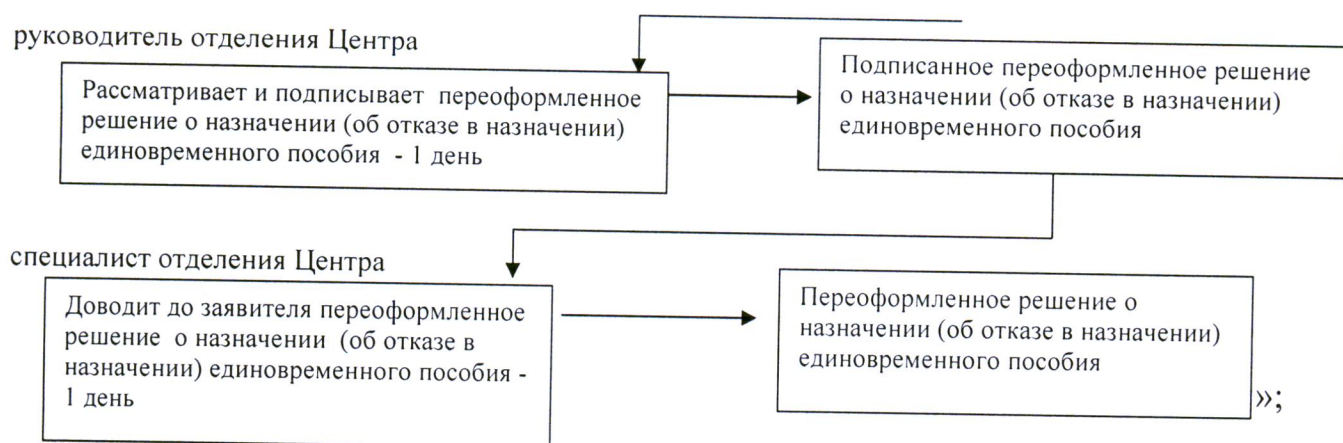 руководитель отделения Центра
Рассматривает и подписывает переоформленное
решение о назначении (об отказе в назначении)
единовременного пособия - 1 день
Подписанное переоформленное решение
о назначении (об отказе в назначении)
единовременного пособия
специалист отделения Центра
Доводит до заявителя переоформленное
решение о назначении (об отказе в
назначении) единовременного пособия -
1 день
Переоформленное решение о
назначении (об отказе в назначении)
единовременного пособия
»;